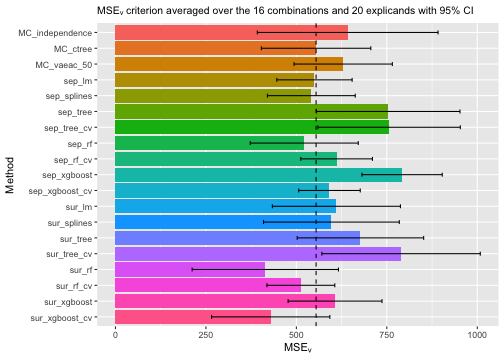 MSEᵥ criterion averaged over the 16 combinations and 20 explicands with 95% CI
Method
MC_independence
MC_ctree
MC_vaeac_50
sep_lm
sep_splines
sep_tree
sep_tree_cv
sep_rf
sep_rf_cv
sep_xgboost
sep_xgboost_cv
sur_lm
sur_splines
sur_tree
sur_tree_cv
sur_rf
sur_rf_cv
sur_xgboost
sur_xgboost_cv
0 250 500 750 1000
MSEᵥ